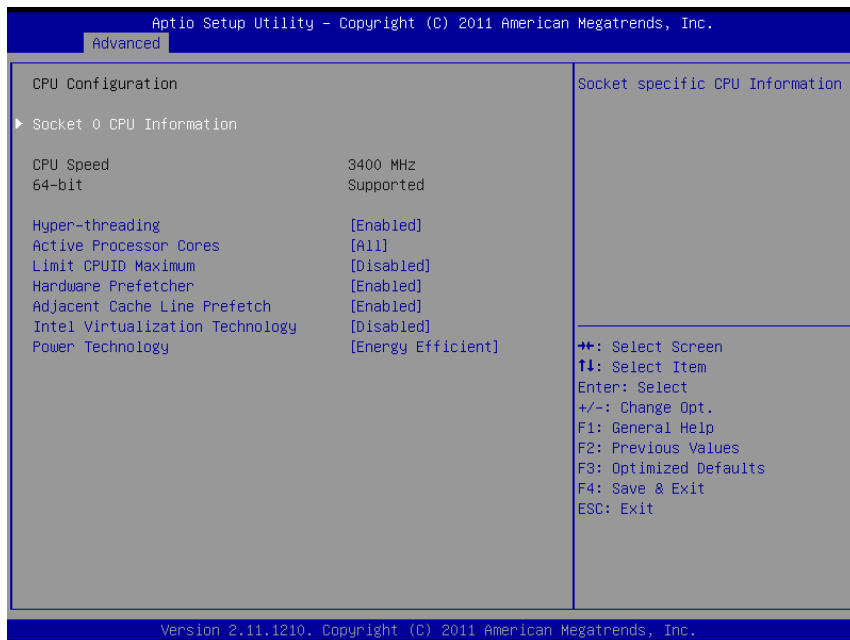 Aptio Setup Utility – Copyright (C) 2011 American Megatrends, Inc.
Advanced
CPU Configuration
Socket 0 CPU Information
CPU Speed 3400 MHz
64-bit Supported
Hyper-threading [Enabled]
Active Processor Cores [All]
Limit CPUID Maximum [Disabled]
Hardware Prefetcher [Enabled]
Adjacent Cache Line Prefetch [Enabled]
Intel Virtualization Technology [Disabled]
Power Technology [Energy Efficient]
Socket specific CPU Information
→←: Select Screen
↑↓: Select Item
Enter: Select
+/-: Change Opt.
F1: General Help
F2: Previous Values
F3: Optimized Defaults
F4: Save & Exit
ESC: Exit
Version 2.11.1210. Copyright (C) 2011 American Megatrends, Inc.